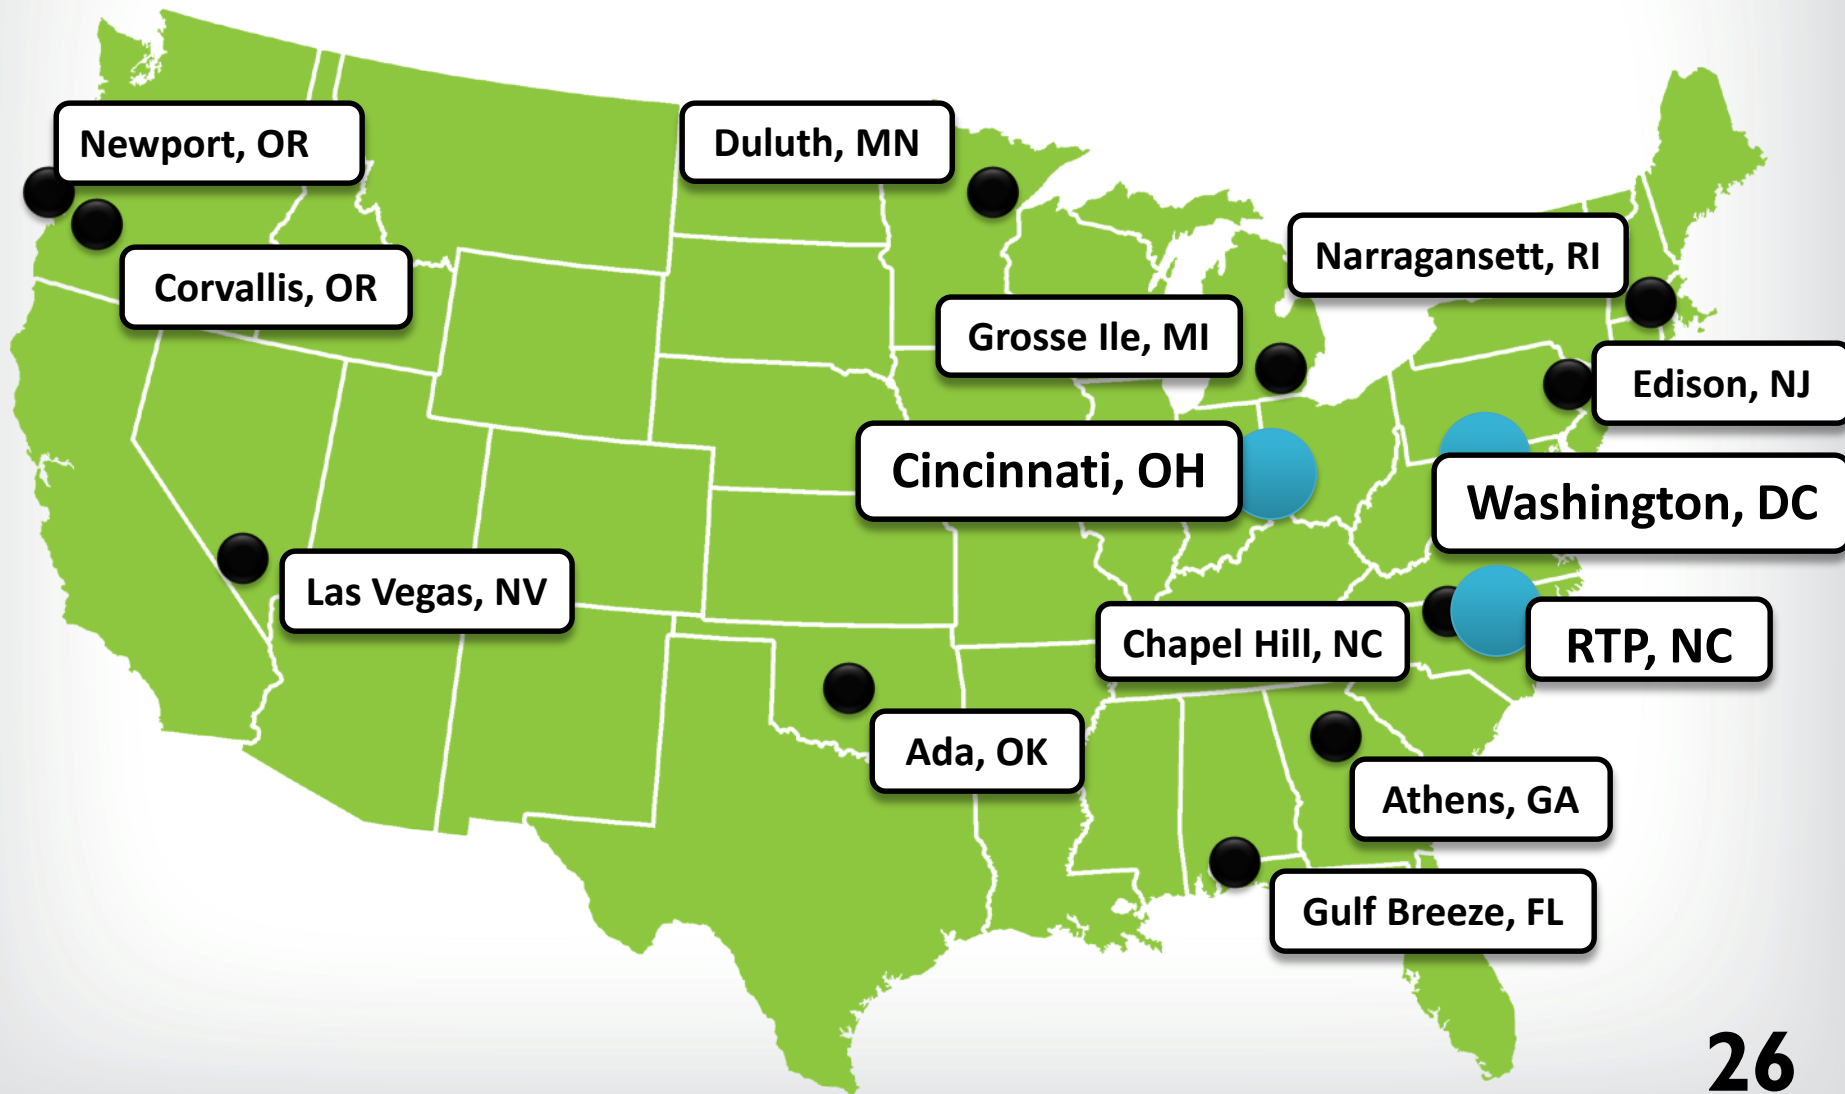 Newport, OR
Duluth, MN
Narragansett, RI
Corvallis, OR
Grosse Ile, MI
Edison, NJ
Cincinnati, OH
Washington, DC
Las Vegas, NV
Chapel Hill, NC
RTP, NC
Ada, OK
Athens, GA
Gulf Breeze, FL
26